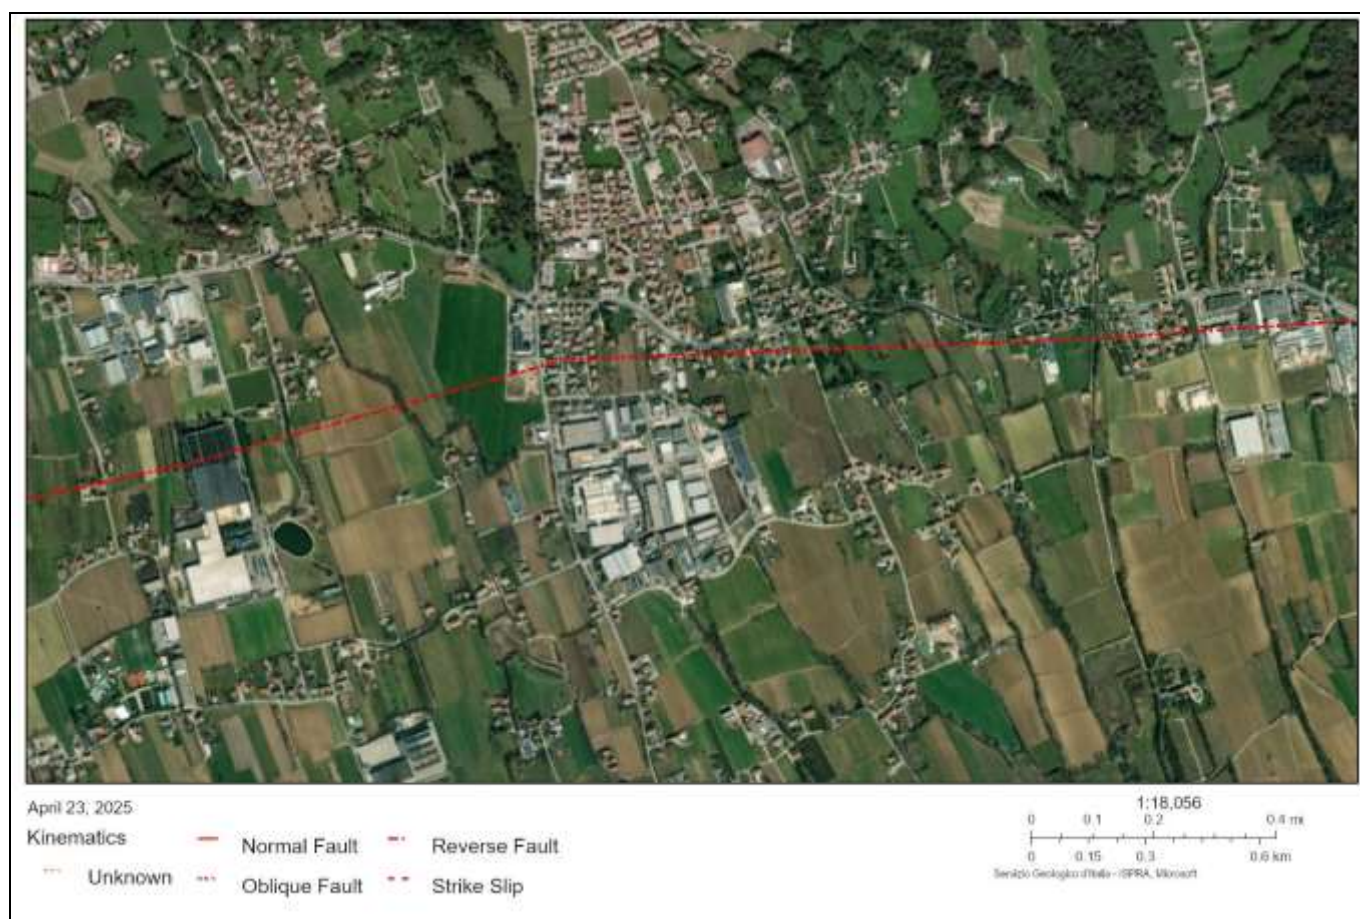 April 23, 2025
Kinematics
Unknown
Normal Fault
Oblique Fault
Reverse Fault
Strike Slip
1:18,056
0 0.1 0.2 0.4 mi
0 0.15 0.3 0.6 km
Servizio Geologico d'Italia - ISPRA, Microsoft